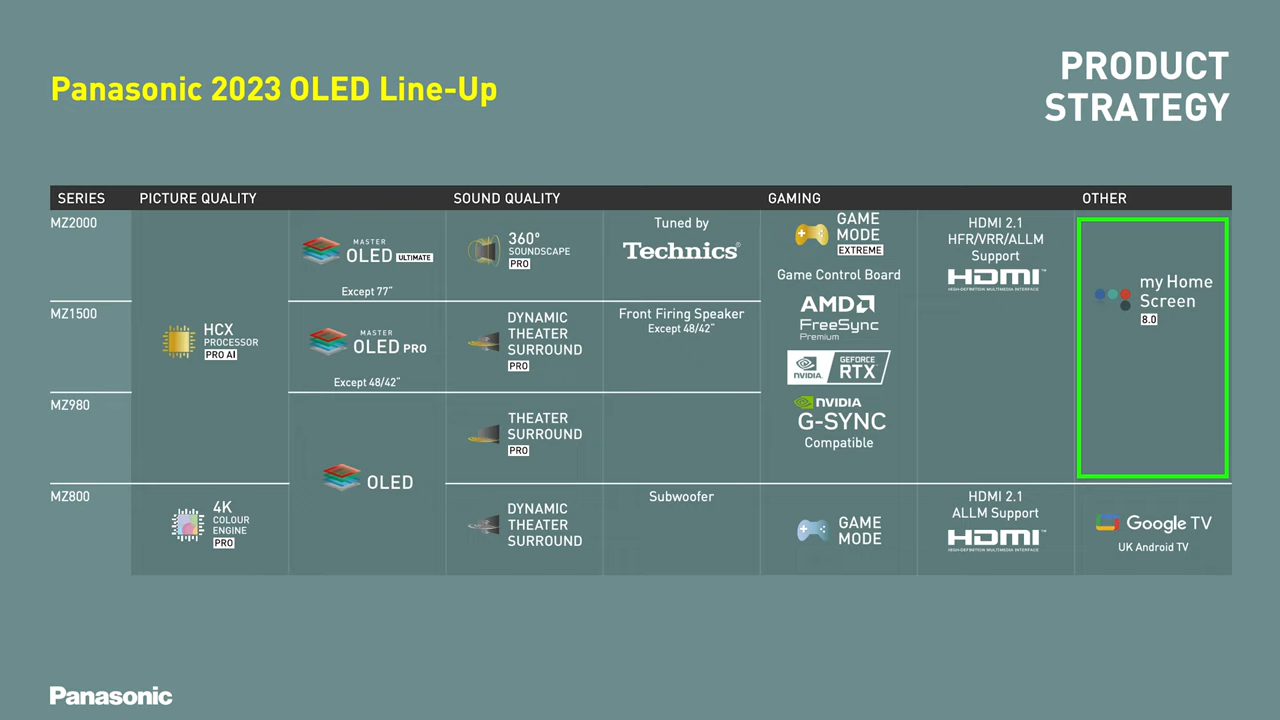 Panasonic 2023 OLED Line-Up
PRODUCT
STRATEGY
SERIES
PICTURE QUALITY
SOUND QUALITY
GAMING
OTHER
MZ2000
MASTER
OLED ULTIMATE
Except 77"
360°
SOUNDSCAPE
PRO
Tuned by
Technics
GAME
MODE
EXTREME
Game Control Board
HDMI 2.1
HFR/VRR/ALLM
Support
HDMI™
HIGH-DEFINITION MULTIMEDIA INTERFACE
my Home
Screen
8.0
MZ1500
HCX
PROCESSOR
PRO AI
MASTER
OLED PRO
Except 48/42"
DYNAMIC
THEATER
SURROUND
PRO
Front Firing Speaker
Except 48/42"
AMD
FreeSync
Premium
NVIDIA.
GEFORCE
RTX™
MZ980
THEATER
SURROUND
PRO
NVIDIA
G-SYNC
Compatible
OLED
MZ800
4K
COLOUR
ENGINE
PRO
DYNAMIC
THEATER
SURROUND
Subwoofer
GAME
MODE
HDMI 2.1
ALLM Support
HDMI™
HIGH-DEFINITION MULTIMEDIA INTERFACE
Google TV
UK Android TV
Panasonic